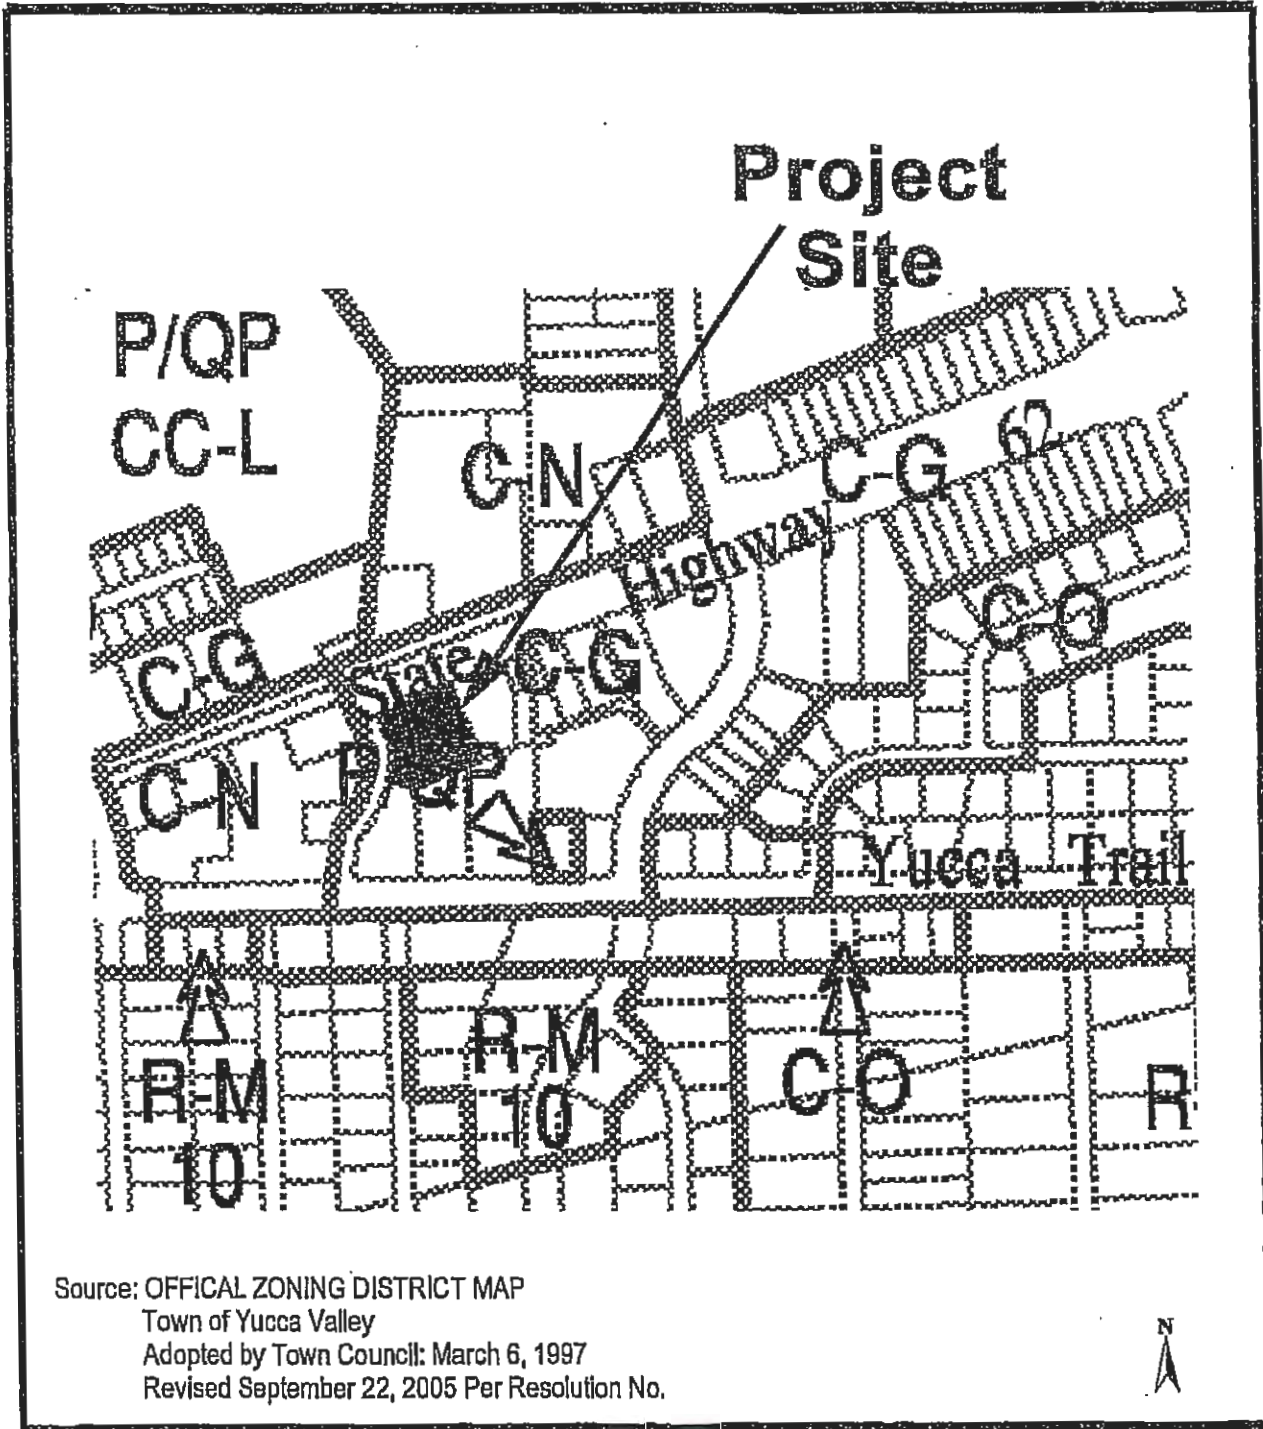 Project
Site
P/QP
CC-L
C-N
C-G
62
State Highway
C-O
C-G
C-G
C-N
P/QP
Yucca Trail
R-M
10
R-M
10
C-O
R
Source: OFFICAL ZONING DISTRICT MAP
Town of Yucca Valley
Adopted by Town Council: March 6, 1997
Revised September 22, 2005 Per Resolution No.
N